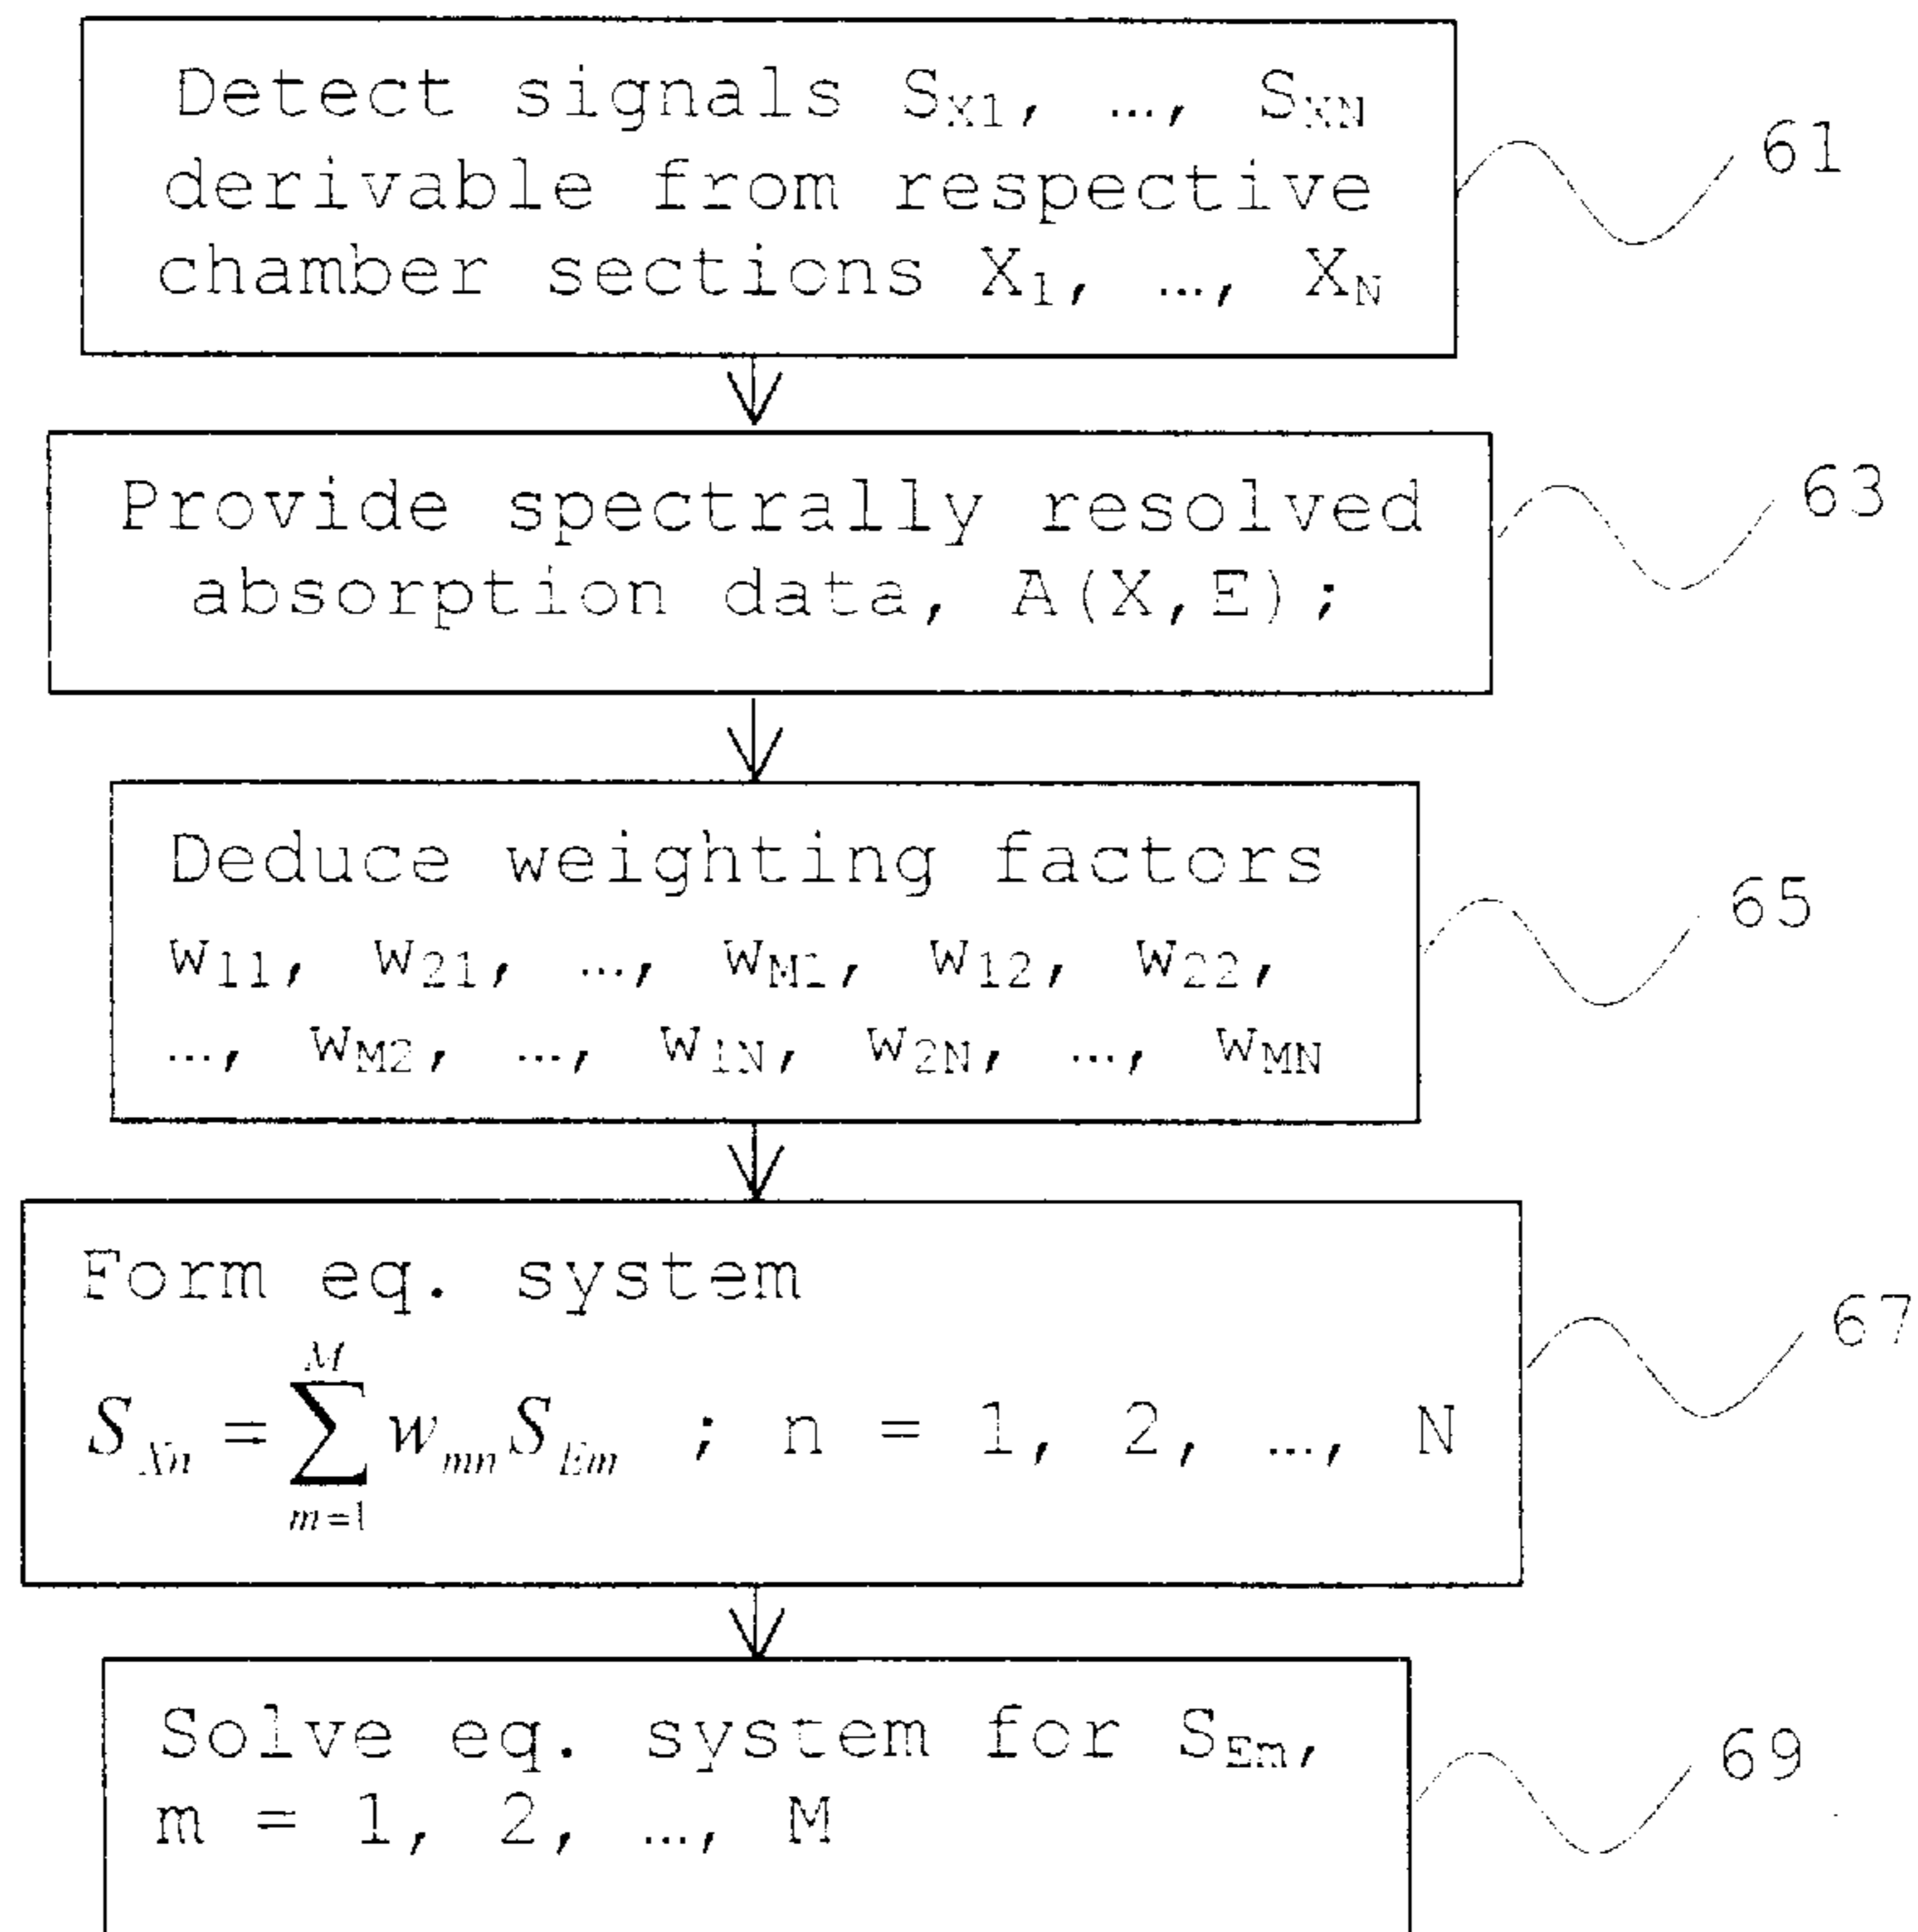 Detect signals S_X1, …, S_XN
derivable from respective
chamber sections X_1, …, X_N
61
Provide spectrally resolved
absorption data, A(X,E);
63
Deduce weighting factors
w_11, w_21, …, w_M1, w_12, w_22,
…, w_M2, …, w_1N, w_2N, …, w_MN
65
Form eq. system
S_Xn = ∑_{m=1}^{M} w_mn S_Em ; n = 1, 2, …, N
67
Solve eq. system for S_Em,
m = 1, 2, …, M
69